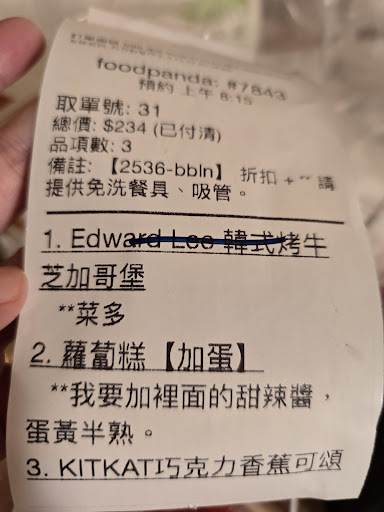 foodpanda: #7843
預約 上午 8:15
取單號: 31
總價: $234 (已付清)
品項數: 3
備註: 【2536-bbln】 折扣 + ** 請
提供免洗餐具、吸管。
1. Edward Lee 韓式烤牛
芝加哥堡
**菜多
2. 蘿蔔糕【加蛋】
**我要加裡面的甜辣醬，
蛋黃半熟。
3. KITKAT巧克力香蕉可頌